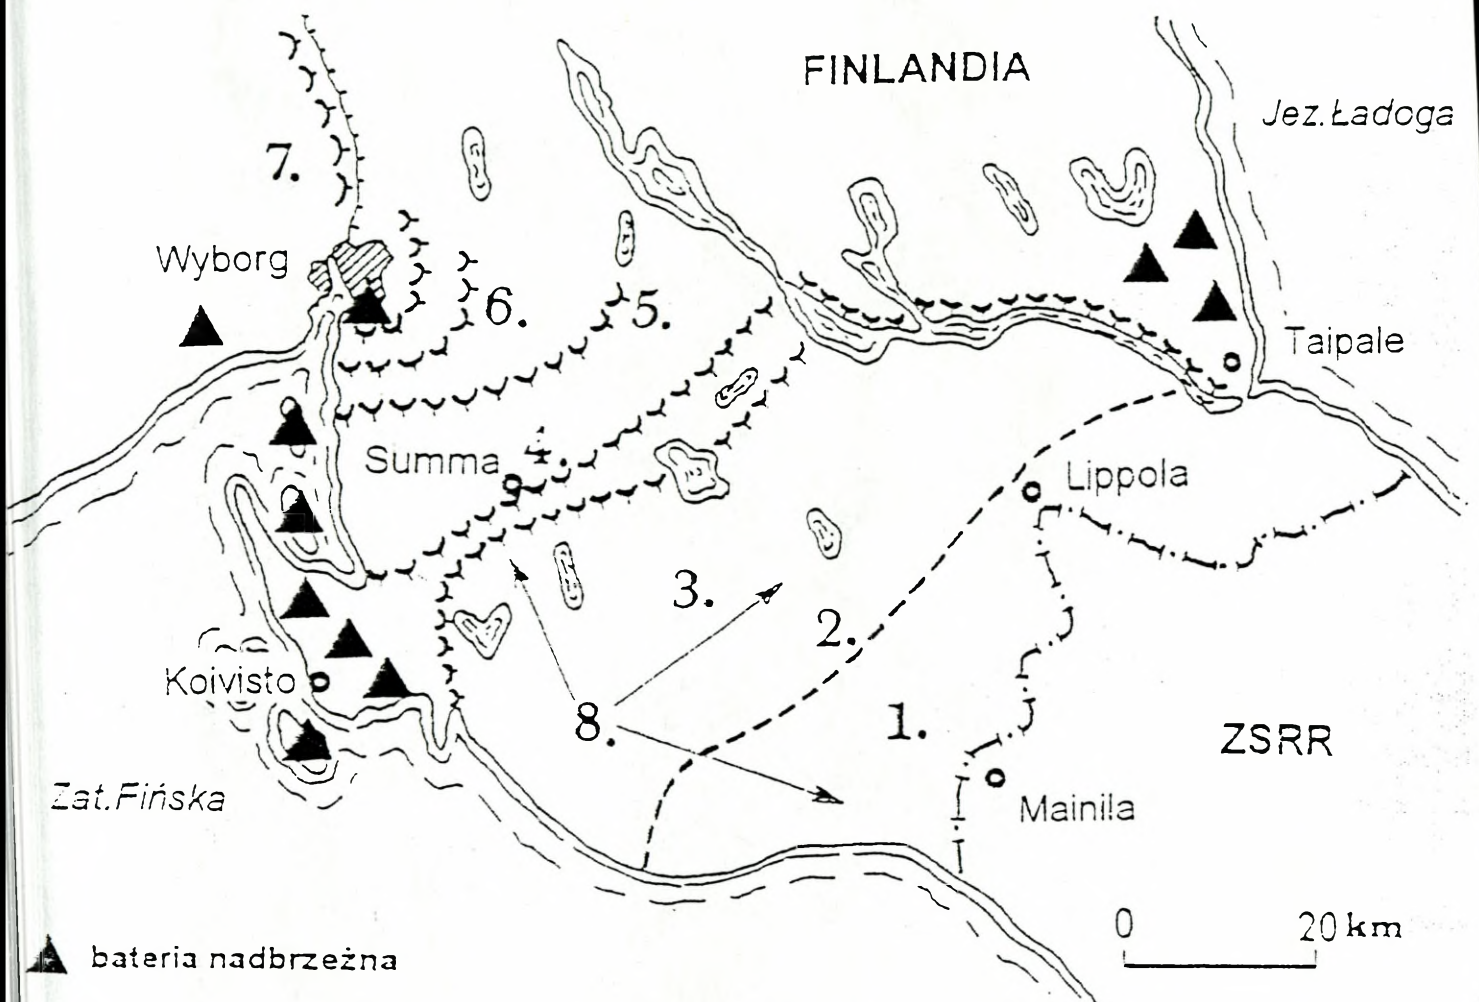 FINLANDIA
Jez.Ładoga
7.
Wyborg
6.
5.
Taipale
Summa
4.
Lippola
3.
2.
Koivisto
8.
1.
ZSRR
Zat.Fińska
Mainila
0 20 km
bateria nadbrzeżna